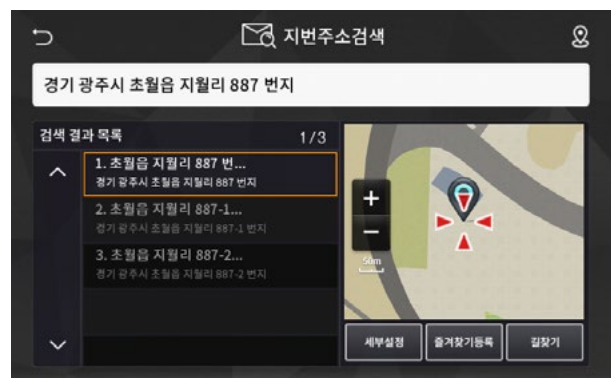 지번주소검색
경기 광주시 초월읍 지월리 887 번지
검색 결과 목록 1/3
1. 초월읍 지월리 887 번...
경기 광주시 초월읍 지월리 887 번지
2. 초월읍 지월리 887-1...
경기 광주시 초월읍 지월리 887-1 번지
3. 초월읍 지월리 887-2...
경기 광주시 초월읍 지월리 887-2 번지
+
−
50m
세부설정 즐겨찾기등록 길찾기